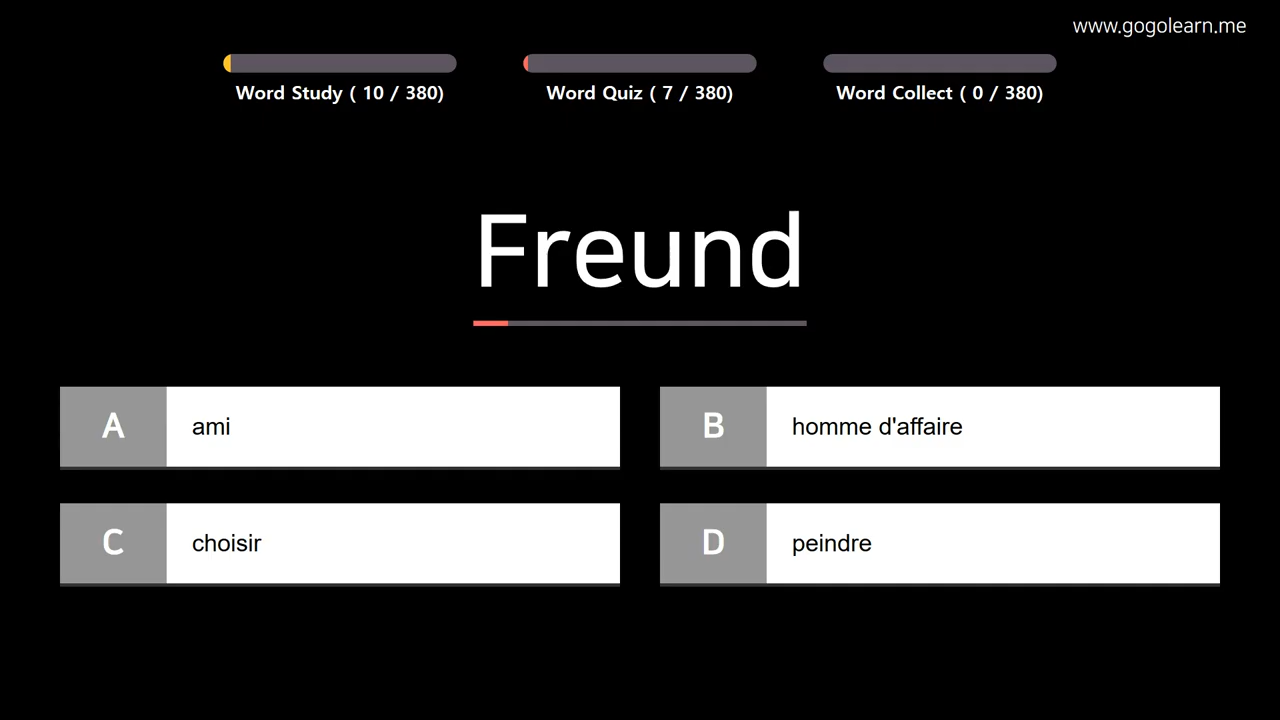 www.gogolearn.me
Word Study ( 10 / 380)
Word Quiz ( 7 / 380)
Word Collect ( 0 / 380)
Freund
A
ami
B
homme d'affaire
C
choisir
D
peindre